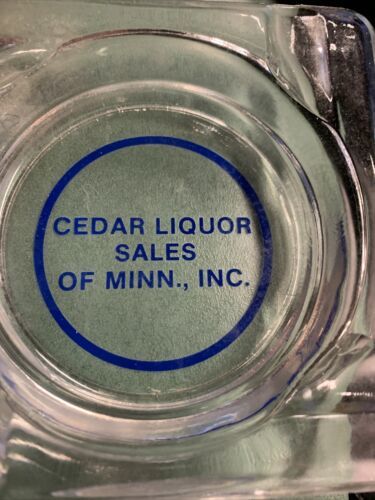 CEDAR LIQUOR
SALES
OF MINN., INC.